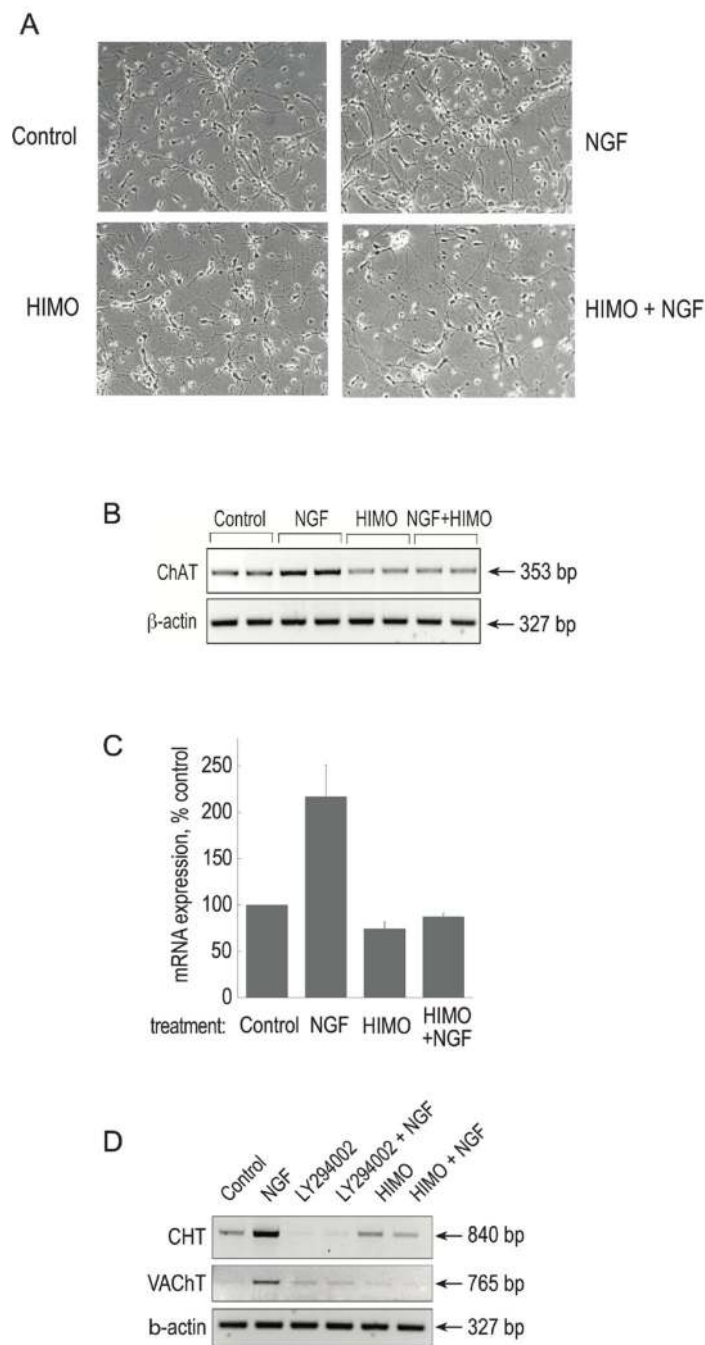 A
Control
NGF
HIMO
HIMO + NGF
B
Control NGF HIMO NGF+HIMO
ChAT 353 bp
β-actin 327 bp
C
mRNA expression, % control
250
200
150
100
50
0
treatment: Control NGF HIMO HIMO
+NGF
D
Control NGF LY294002 LY294002 + NGF HIMO HIMO + NGF
CHT 840 bp
VAChT 765 bp
b-actin 327 bp